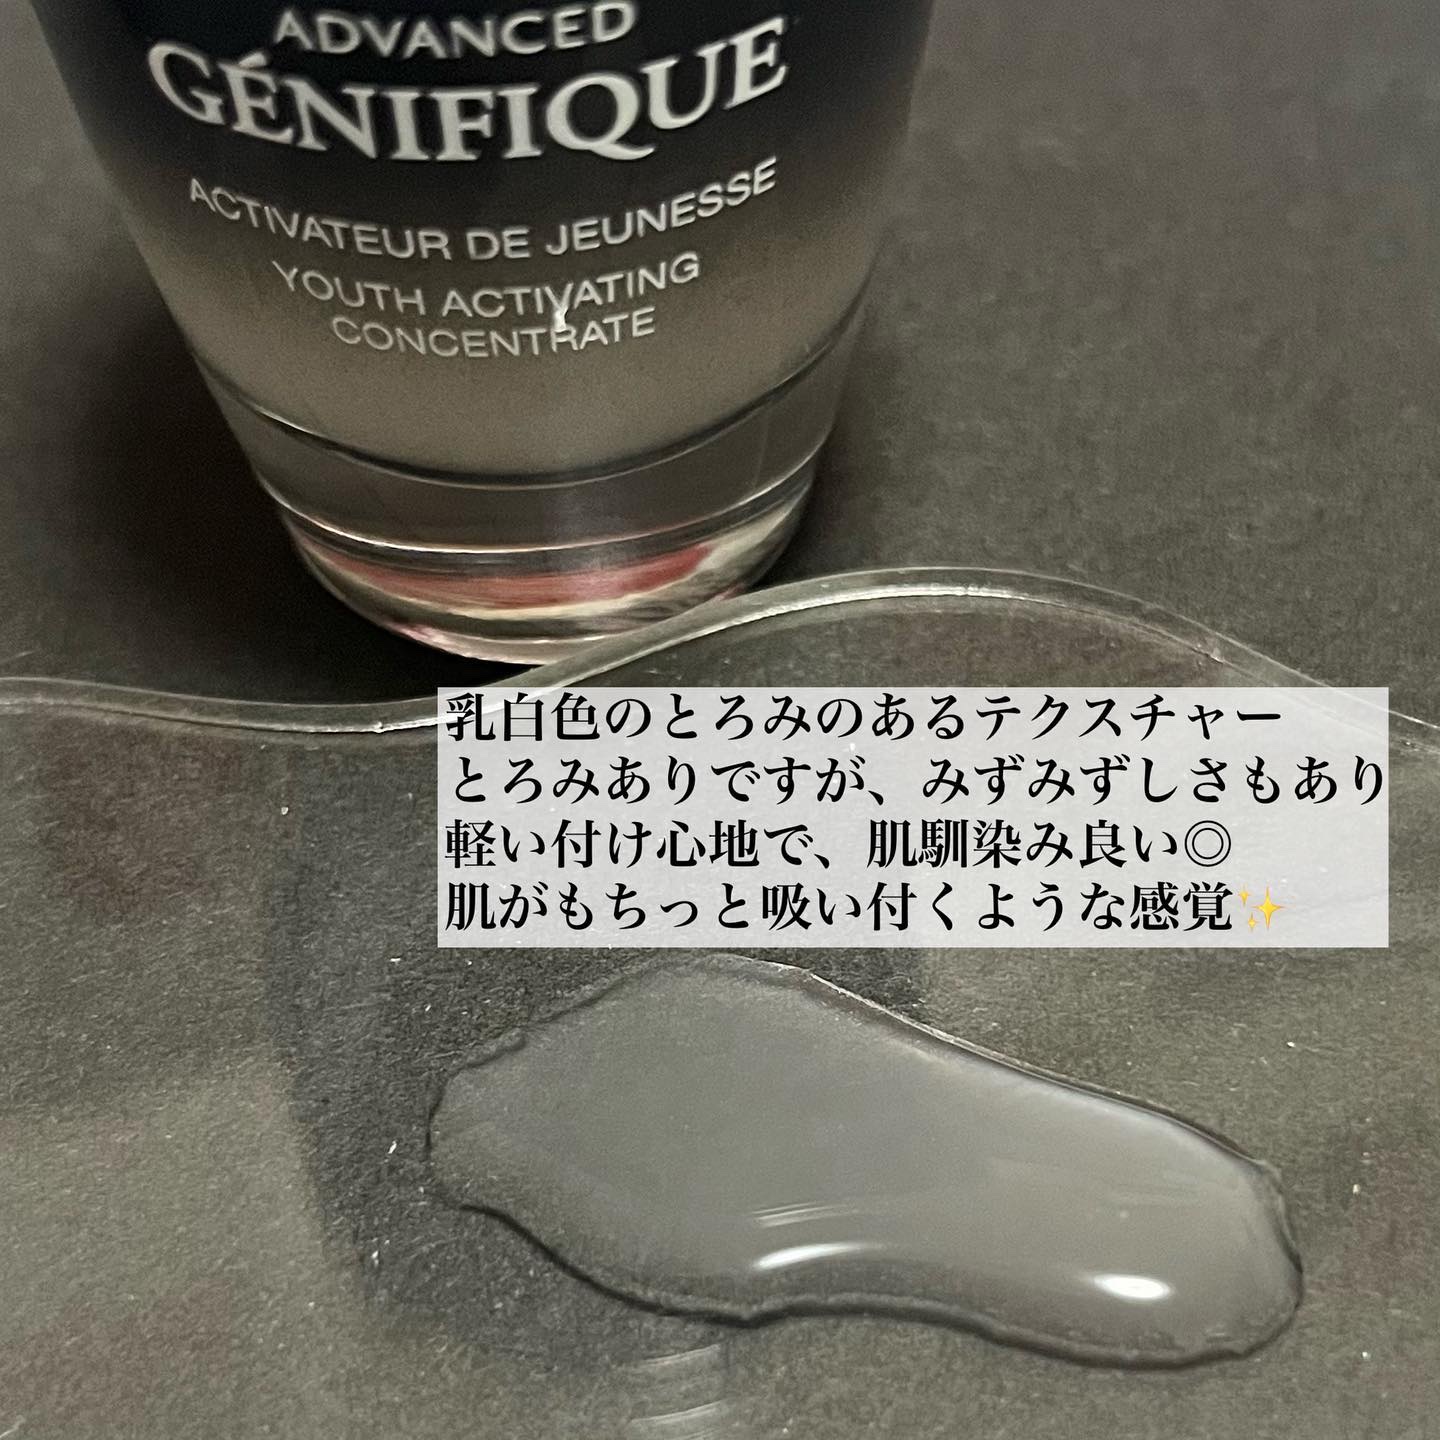 ADVANCED
GÉNIFIQUE
ACTIVATEUR DE JEUNESSE
YOUTH ACTIVATING
CONCENTRATE
乳白色のとろみのあるテクスチャー
とろみありですが、みずみずしさもあり
軽い付け心地で、肌馴染み良い◎
肌がもちっと吸い付くような感覚✨